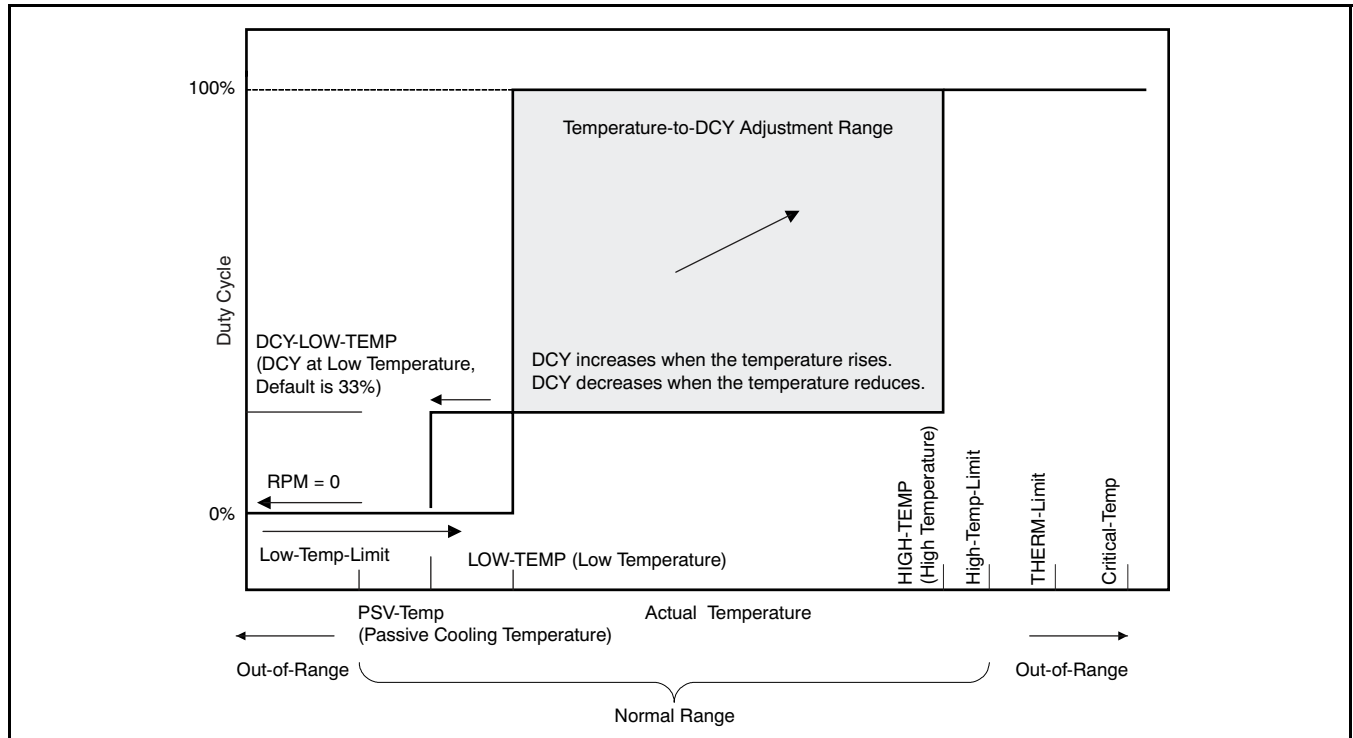 100%
Temperature-to-DCY Adjustment Range
Duty Cycle
DCY-LOW-TEMP
(DCY at Low Temperature,
Default is 33%)
DCY increases when the temperature rises.
DCY decreases when the temperature reduces.
RPM = 0
0%
Low-Temp-Limit
LOW-TEMP (Low Temperature)
HIGH-TEMP
(High Temperature)
High-Temp-Limit
THERM-Limit
Critical-Temp
PSV-Temp
(Passive Cooling Temperature)
Actual Temperature
Out-of-Range
Out-of-Range
Normal Range